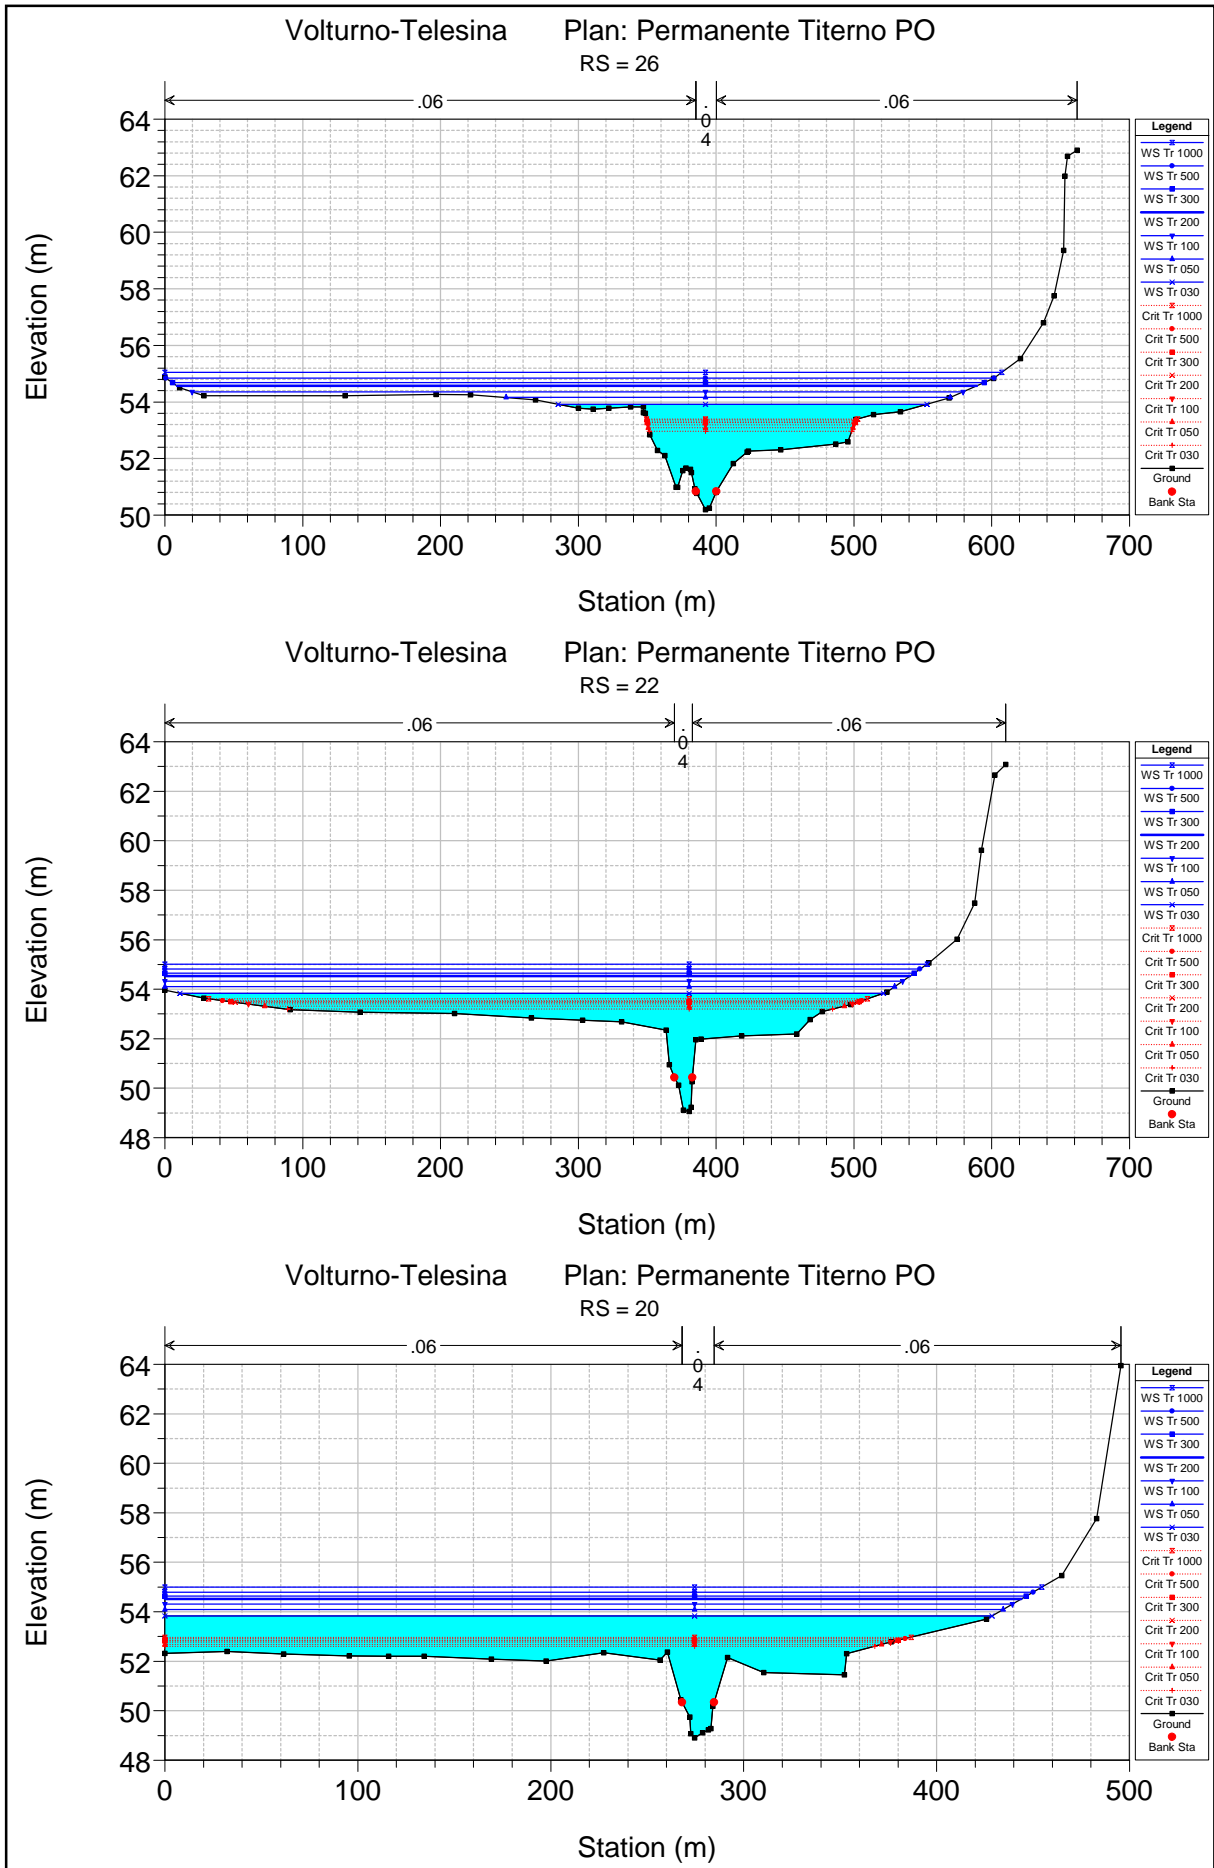 Volturno-Telesina Plan: Permanente Titerno PO
RS = 26
.06 .04 .06
Elevation (m)
64
62
60
58
56
54
52
50
0 100 200 300 400 500 600 700
Station (m)
Legend
WS Tr 1000
WS Tr 500
WS Tr 300
WS Tr 200
WS Tr 100
WS Tr 050
WS Tr 030
Crit Tr 1000
Crit Tr 500
Crit Tr 300
Crit Tr 200
Crit Tr 100
Crit Tr 050
Crit Tr 030
Ground
Bank Sta
Volturno-Telesina Plan: Permanente Titerno PO
RS = 22
.06 .04 .06
Elevation (m)
64
62
60
58
56
54
52
50
48
0 100 200 300 400 500 600 700
Station (m)
Legend
WS Tr 1000
WS Tr 500
WS Tr 300
WS Tr 200
WS Tr 100
WS Tr 050
WS Tr 030
Crit Tr 1000
Crit Tr 500
Crit Tr 300
Crit Tr 200
Crit Tr 100
Crit Tr 050
Crit Tr 030
Ground
Bank Sta
Volturno-Telesina Plan: Permanente Titerno PO
RS = 20
.06 .04 .06
Elevation (m)
64
62
60
58
56
54
52
50
48
0 100 200 300 400 500
Station (m)
Legend
WS Tr 1000
WS Tr 500
WS Tr 300
WS Tr 200
WS Tr 100
WS Tr 050
WS Tr 030
Crit Tr 1000
Crit Tr 500
Crit Tr 300
Crit Tr 200
Crit Tr 100
Crit Tr 050
Crit Tr 030
Ground
Bank Sta